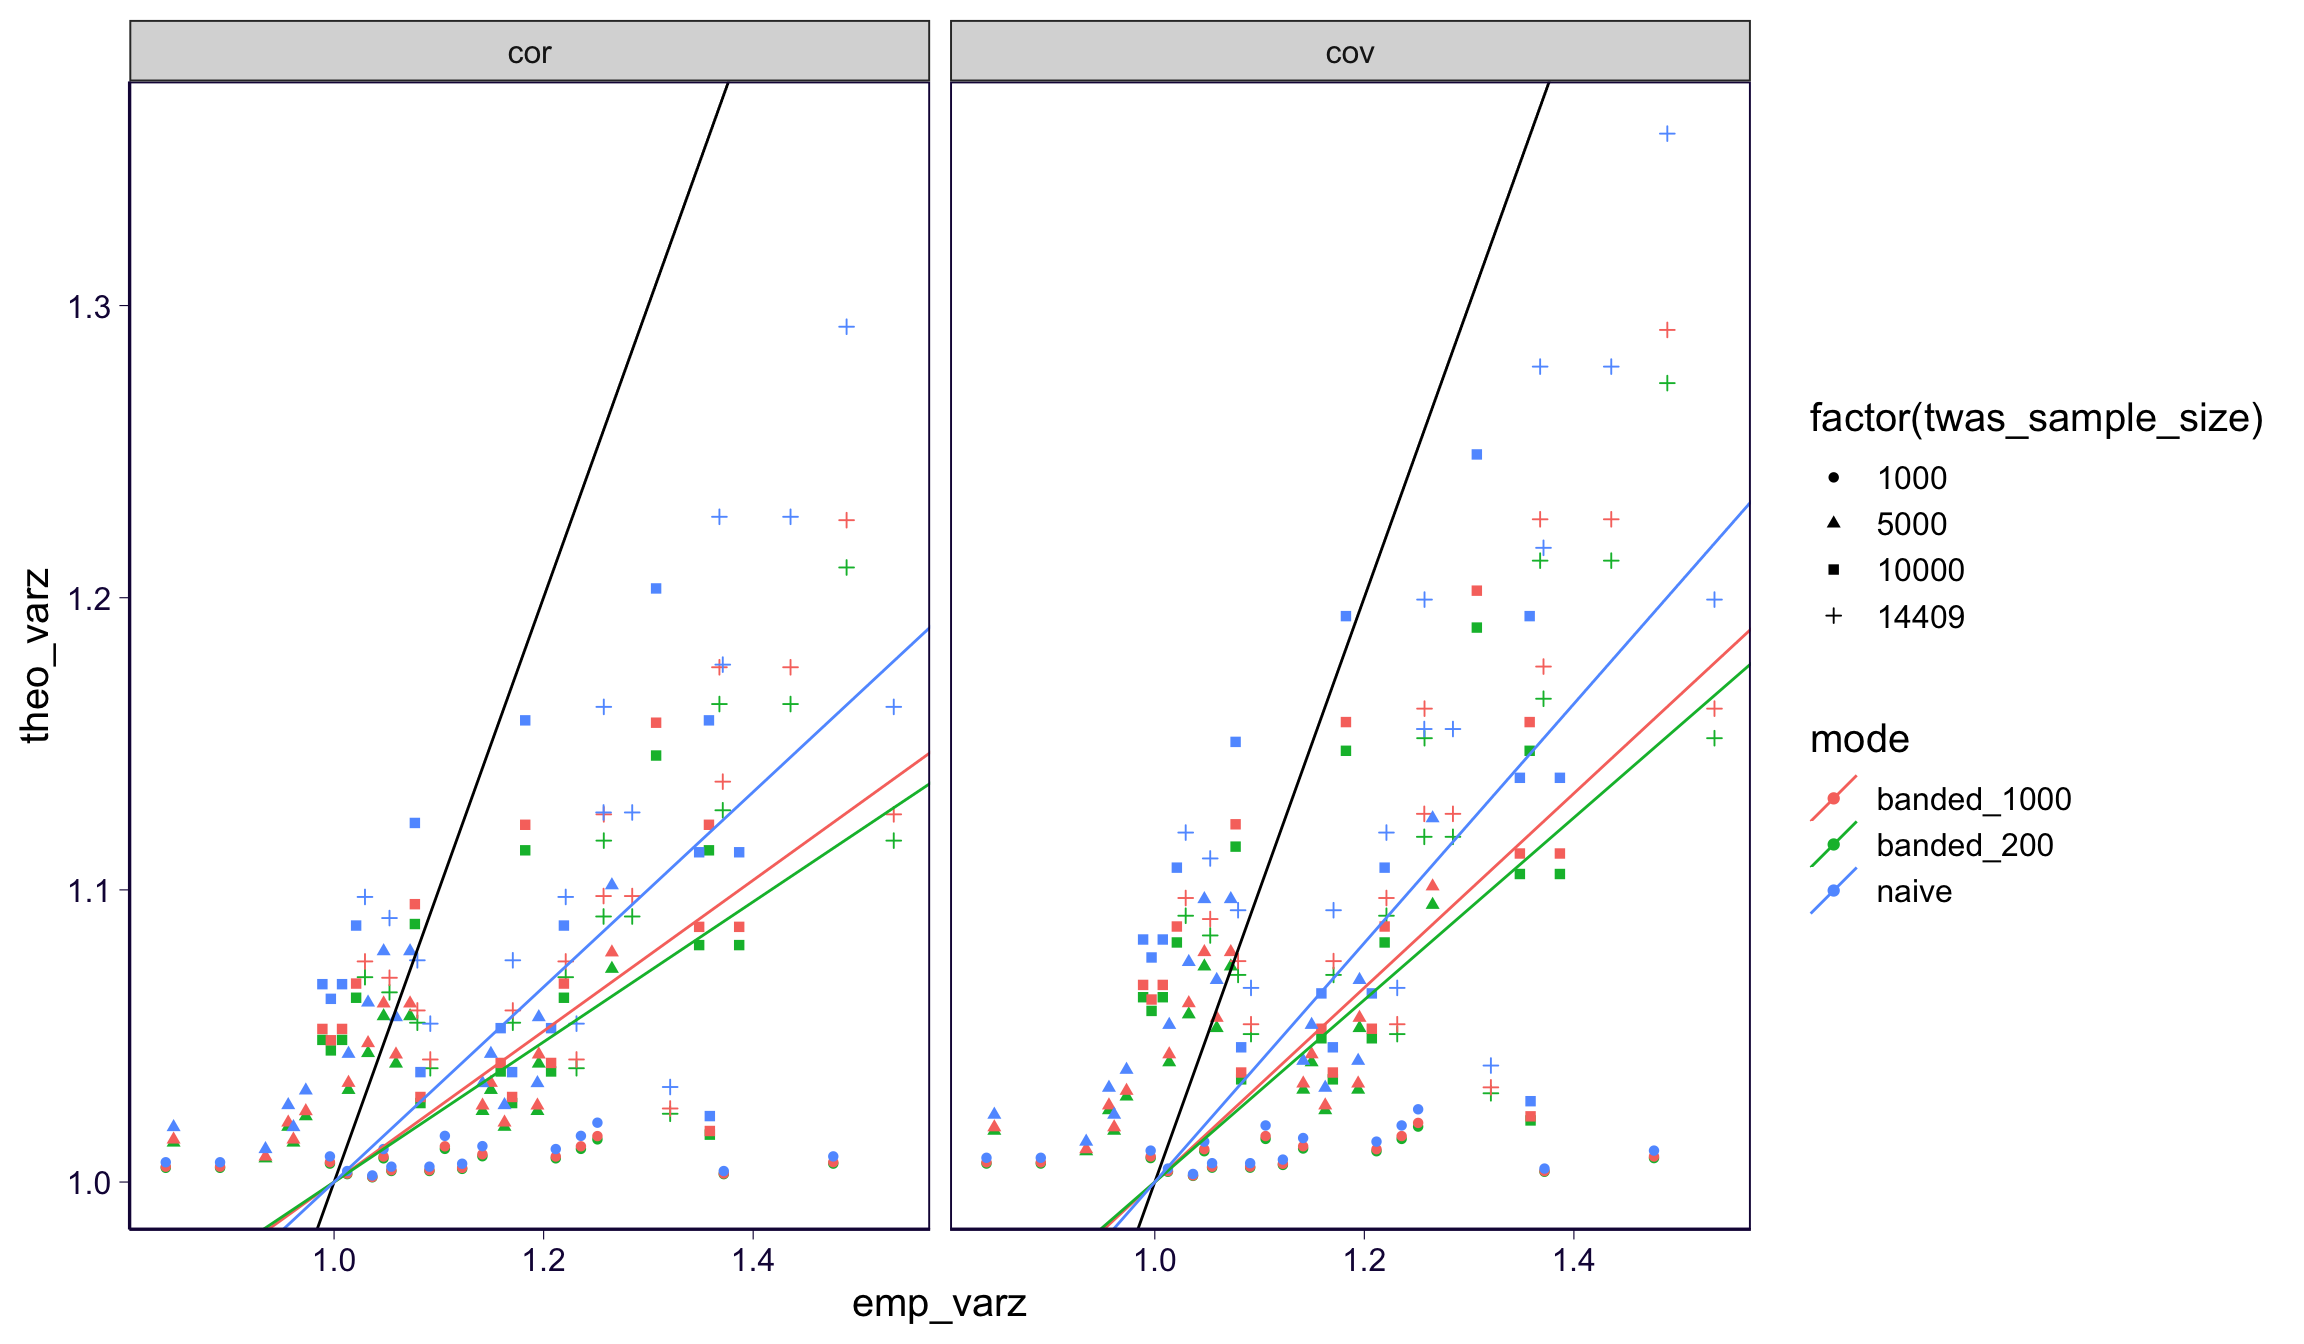 cor
cov
theo_varz
1.3
1.2
1.1
1.0
1.0
1.2
1.4
1.0
1.2
1.4
emp_varz
factor(twas_sample_size)
1000
5000
10000
14409
mode
banded_1000
banded_200
naive